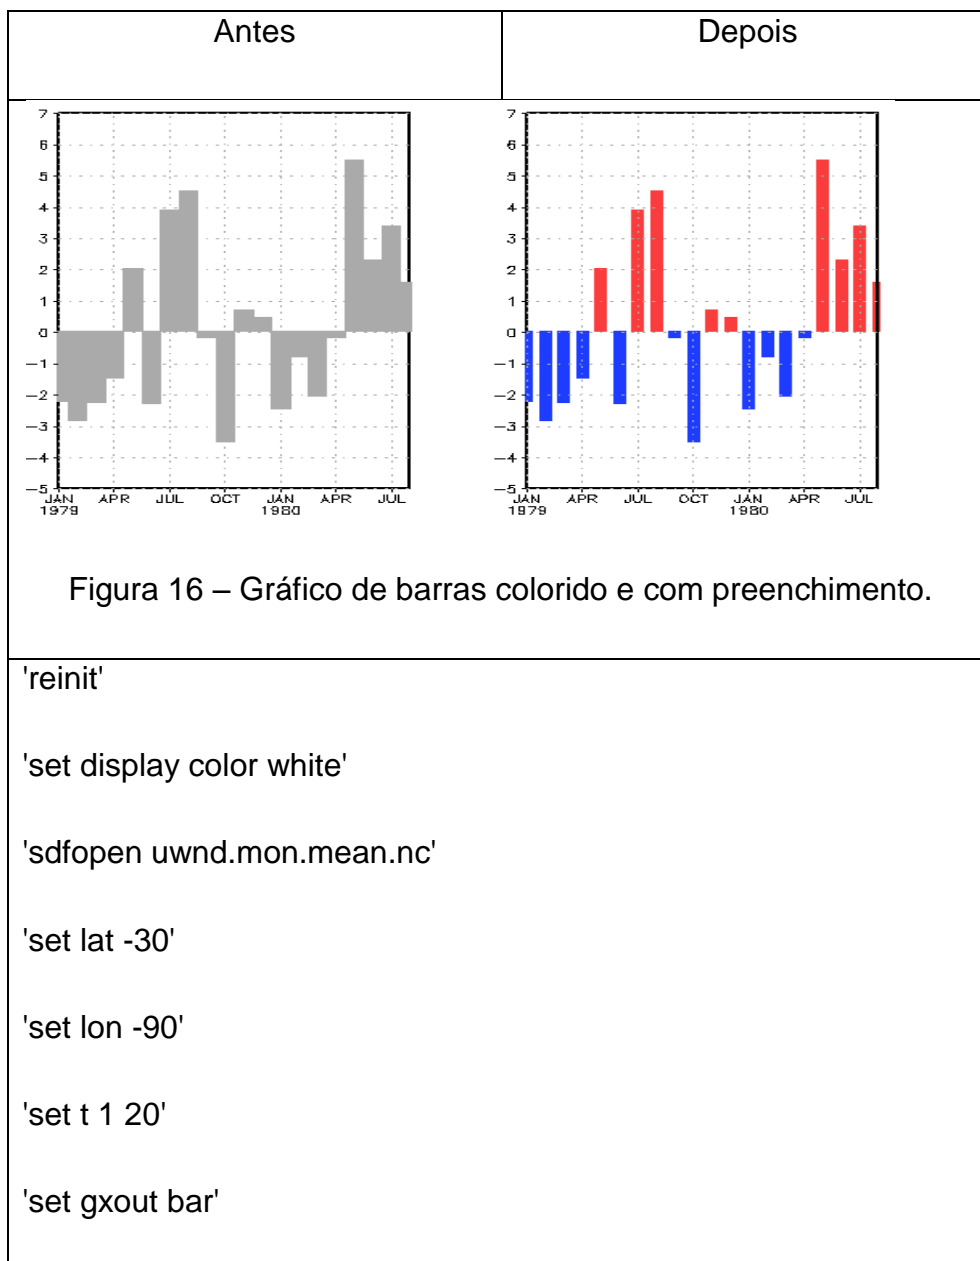 Antes Depois
7 7
6 6
5 5
4 4
3 3
2 2
1 1
0 0
−1 −1
−2 −2
−3 −3
−4 −4
−5 −5
JAN APR JUL OCT JAN APR JUL JAN APR JUL OCT JAN APR JUL
1979 1980 1979 1980
Figura 16 – Gráfico de barras colorido e com preenchimento.
'reinit'
'set display color white'
'sdfopen uwnd.mon.mean.nc'
'set lat -30'
'set lon -90'
'set t 1 20'
'set gxout bar'